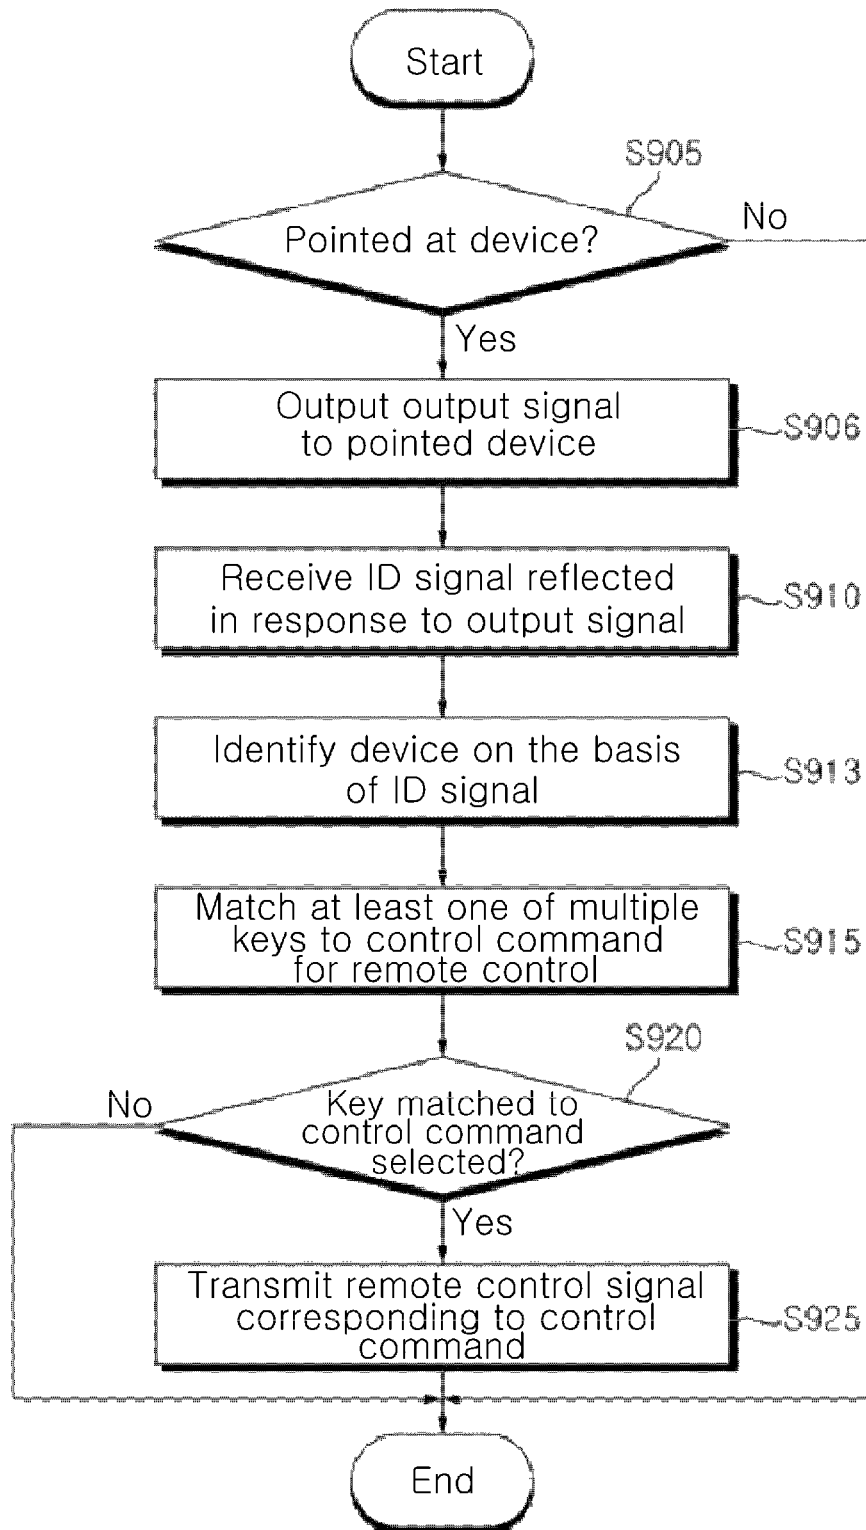 Start
S905
Pointed at device?
No
Yes
Output output signal
to pointed device
S906
Receive ID signal reflected
in response to output signal
S910
Identify device on the basis
of ID signal
S913
Match at least one of multiple
keys to control command
for remote control
S915
S920
No
Key matched to
control command
selected?
Yes
Transmit remote control signal
corresponding to control
command
S925
End